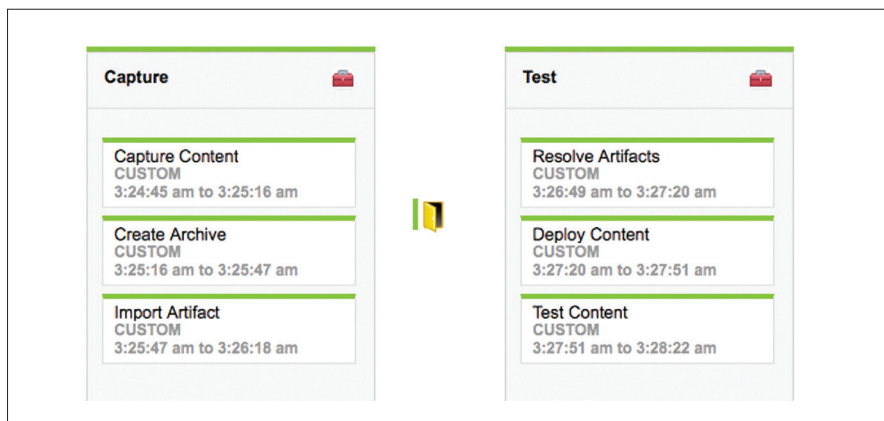 Capture
Capture Content
CUSTOM
3:24:45 am to 3:25:16 am
Create Archive
CUSTOM
3:25:16 am to 3:25:47 am
Import Artifact
CUSTOM
3:25:47 am to 3:26:18 am
Test
Resolve Artifacts
CUSTOM
3:26:49 am to 3:27:20 am
Deploy Content
CUSTOM
3:27:20 am to 3:27:51 am
Test Content
CUSTOM
3:27:51 am to 3:28:22 am